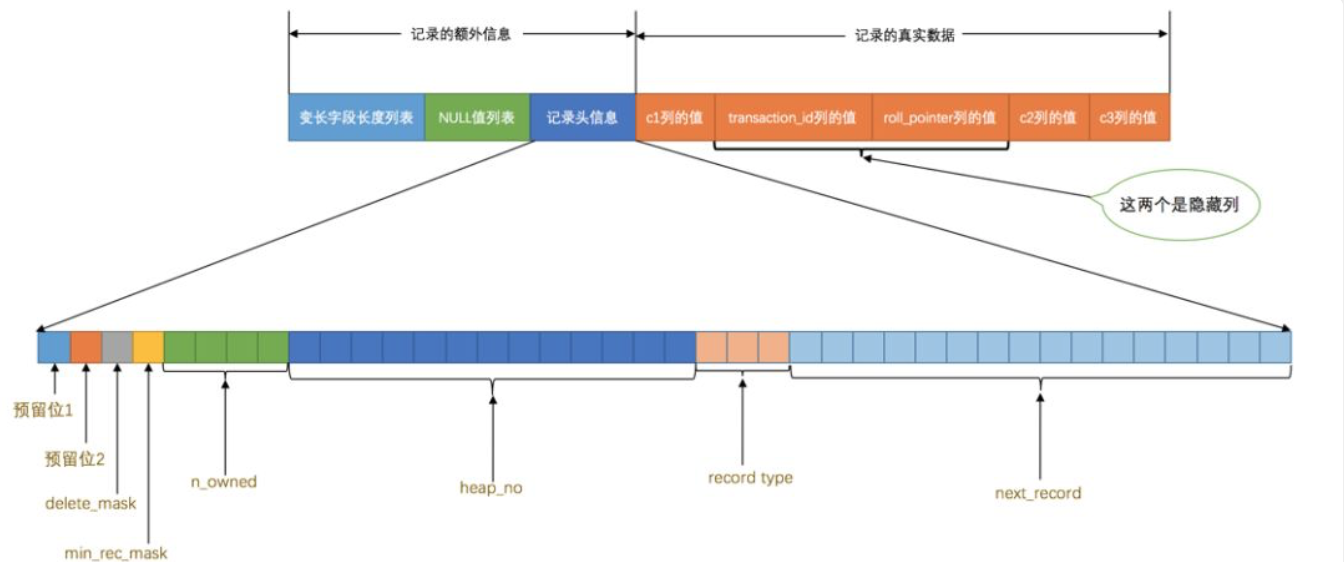 记录的额外信息
记录的真实数据
变长字段长度列表
NULL值列表
记录头信息
c1列的值
transaction_id列的值
roll_pointer列的值
c2列的值
c3列的值
这两个是隐藏列
预留位1
预留位2
delete_mask
min_rec_mask
n_owned
heap_no
record type
next_record